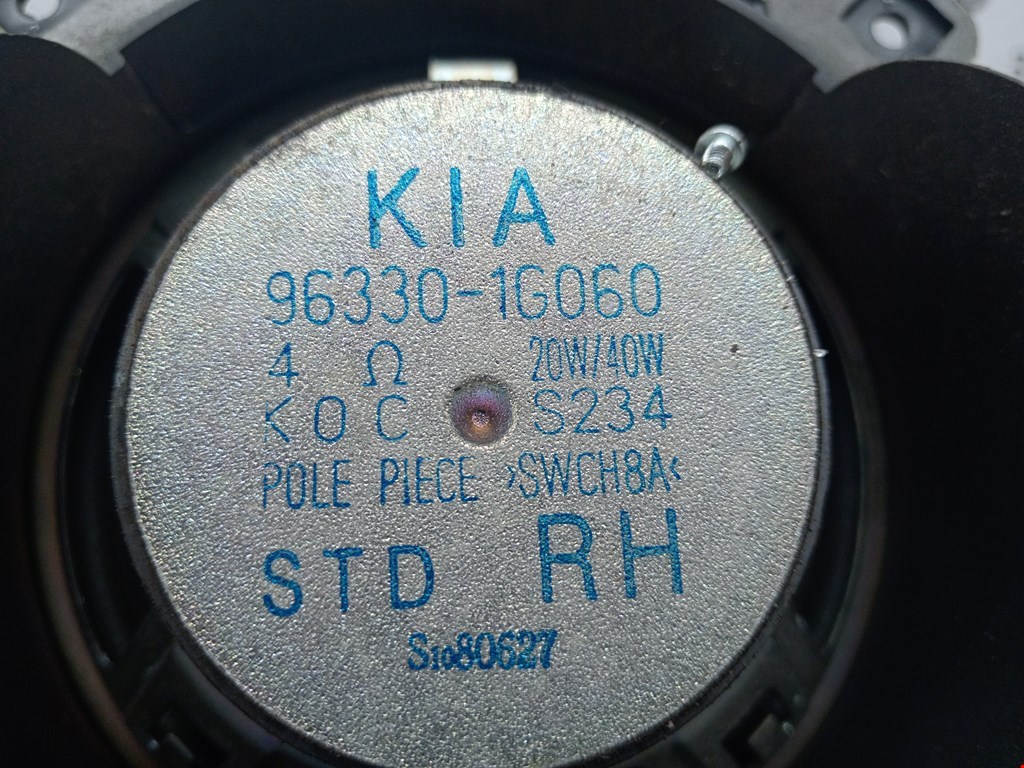 KIA
96330-1G060
4 Ω 20W/40W
KOC S234
POLE PIECE >SWCH8A<
STD RH
S1080627